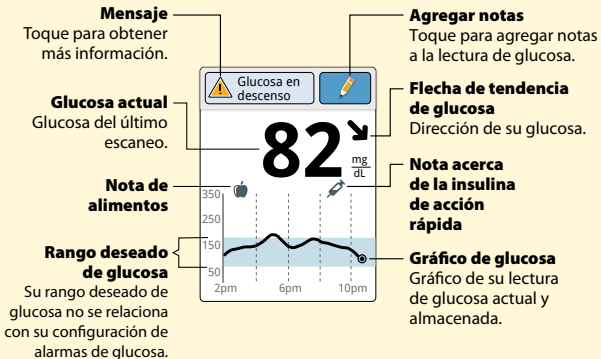 Mensaje
Toque para obtener
más información.
Glucosa actual
Glucosa del último
escaneo.
Nota de
alimentos
Rango deseado
de glucosa
Su rango deseado de
glucosa no se relaciona
con su configuración de
alarmas de glucosa.
Glucosa en
descenso
82
mg
dL
350
250
150
50
2pm
6pm
10pm
Agregar notas
Toque para agregar notas
a la lectura de glucosa.
Flecha de tendencia
de glucosa
Dirección de su glucosa.
Nota acerca
de la insulina
de acción
rápida
Gráfico de glucosa
Gráfico de su lectura
de glucosa actual y
almacenada.